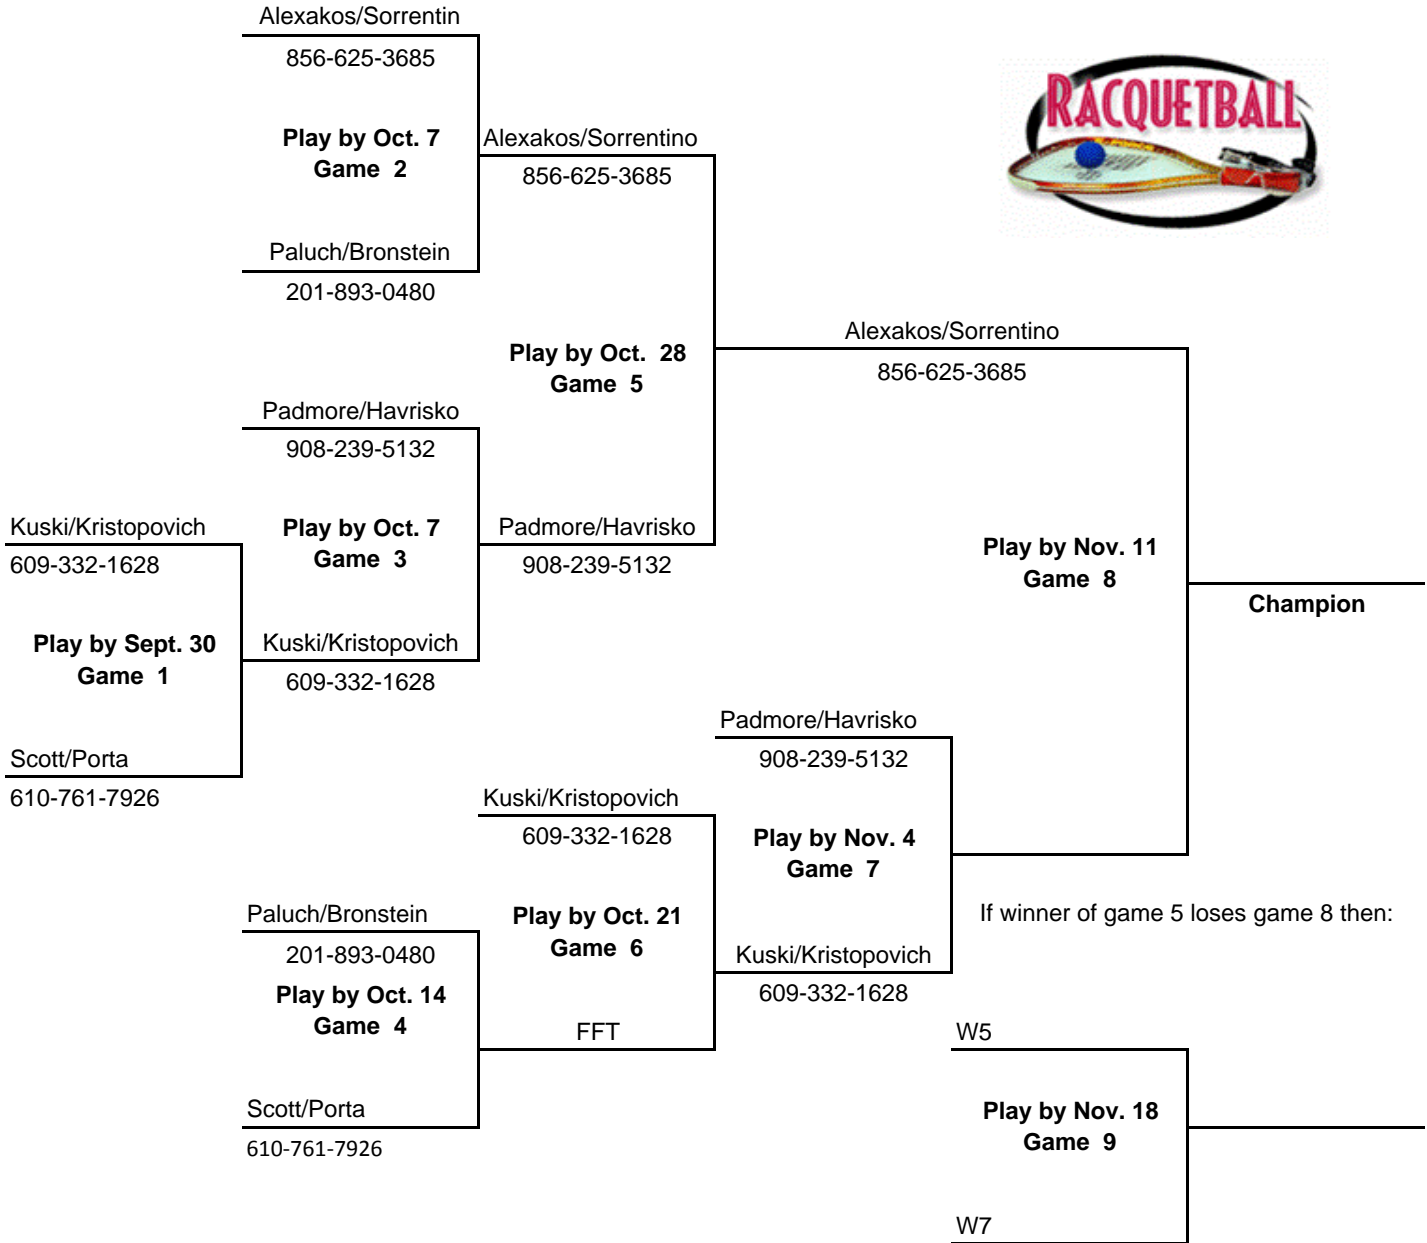 Alexakos/Sorrentin
856-625-3685
RACQUETBALL
Play by Oct. 7
Game 2
Alexakos/Sorrentino
856-625-3685
Paluch/Bronstein
201-893-0480
Play by Oct. 28
Game 5
Alexakos/Sorrentino
856-625-3685
Padmore/Havrisko
908-239-5132
Kuski/Kristopovich
609-332-1628
Play by Oct. 7
Game 3
Padmore/Havrisko
908-239-5132
Play by Nov. 11
Game 8
Champion
Play by Sept. 30
Game 1
Kuski/Kristopovich
609-332-1628
Scott/Porta
610-761-7926
Padmore/Havrisko
908-239-5132
Kuski/Kristopovich
609-332-1628
Play by Nov. 4
Game 7
Paluch/Bronstein
201-893-0480
Play by Oct. 14
Game 4
Play by Oct. 21
Game 6
If winner of game 5 loses game 8 then:
Kuski/Kristopovich
609-332-1628
FFT
W5
Scott/Porta
610-761-7926
Play by Nov. 18
Game 9
W7